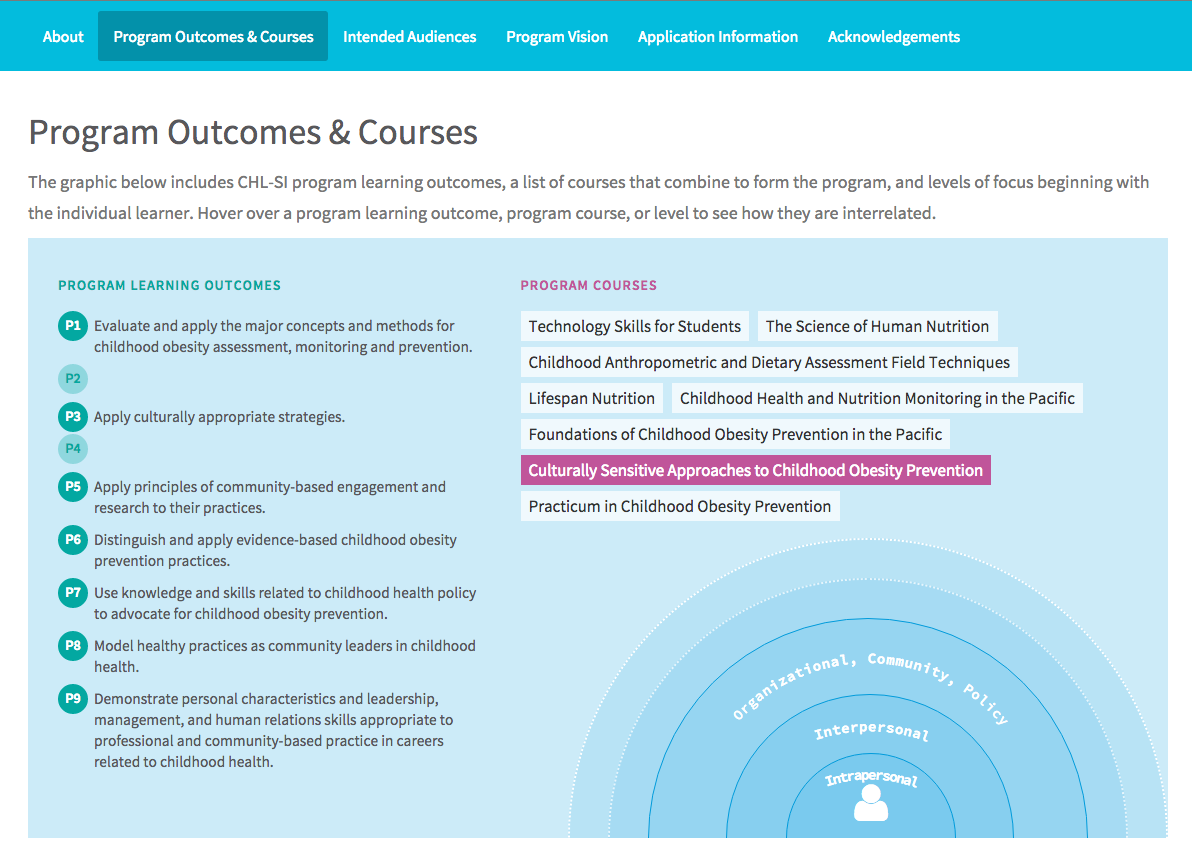 About Program Outcomes & Courses Intended Audiences Program Vision Application Information Acknowledgements
Program Outcomes & Courses
The graphic below includes CHL-SI program learning outcomes, a list of courses that combine to form the program, and levels of focus beginning with
the individual learner. Hover over a program learning outcome, program course, or level to see how they are interrelated.
PROGRAM LEARNING OUTCOMES
P1 Evaluate and apply the major concepts and methods for
childhood obesity assessment, monitoring and prevention.
P2
P3 Apply culturally appropriate strategies.
P4
P5 Apply principles of community-based engagement and
research to their practices.
P6 Distinguish and apply evidence-based childhood obesity
prevention practices.
P7 Use knowledge and skills related to childhood health policy
to advocate for childhood obesity prevention.
P8 Model healthy practices as community leaders in childhood
health.
P9 Demonstrate personal characteristics and leadership,
management, and human relations skills appropriate to
professional and community-based practice in careers
related to childhood health.
PROGRAM COURSES
Technology Skills for Students The Science of Human Nutrition
Childhood Anthropometric and Dietary Assessment Field Techniques
Lifespan Nutrition Childhood Health and Nutrition Monitoring in the Pacific
Foundations of Childhood Obesity Prevention in the Pacific
Culturally Sensitive Approaches to Childhood Obesity Prevention
Practicum in Childhood Obesity Prevention
Organizational, Community, Policy
Interpersonal
Intrapersonal